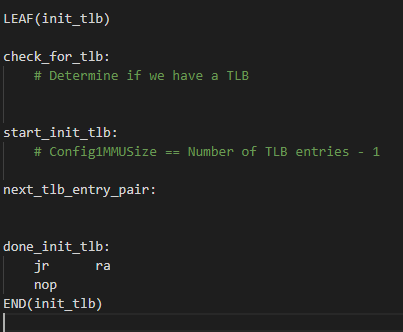 LEAF(init_tlb)
check_for_tlb:
# Determine if we have a TLB
start_init_tlb:
# Config1MMUSize == Number of TLB entries - 1
next_tlb_entry_pair:
done_init_tlb:
jr ra
nop
END(init_tlb)